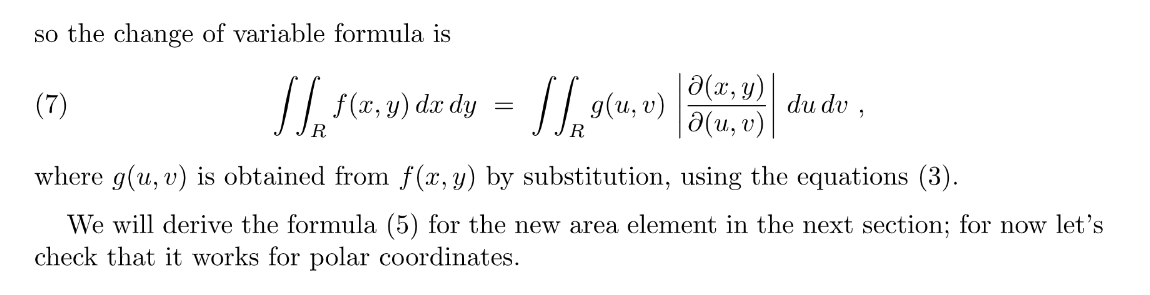 so the change of variable formula is
(7) ∬_R f(x, y) dx dy = ∬_R g(u, v) |∂(x, y)/∂(u, v)| du dv ,
where g(u, v) is obtained from f(x, y) by substitution, using the equations (3).
We will derive the formula (5) for the new area element in the next section; for now let's
check that it works for polar coordinates.